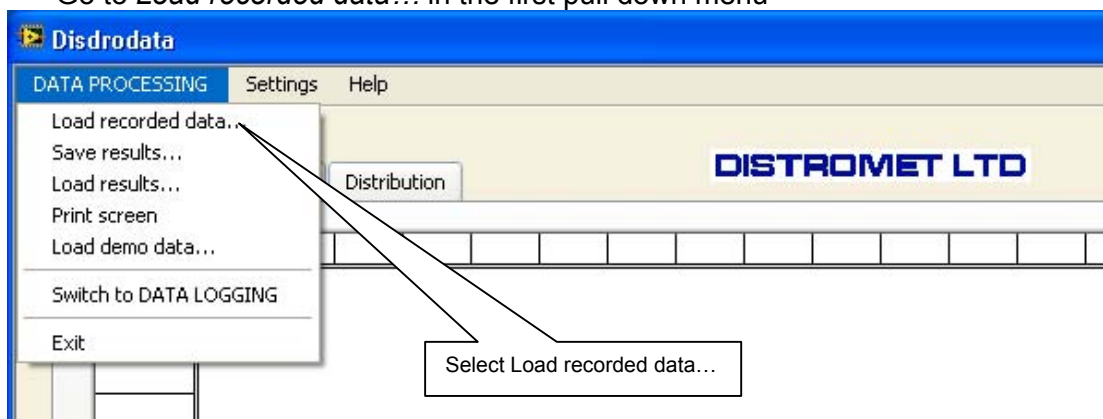 Go to Load recorded data… in the first pull down menu
Disdrodata
DATA PROCESSING Settings Help
Load recorded data...
Save results...
Load results...
Print screen
Load demo data...
Switch to DATA LOGGING
Exit
Distribution
DISTROMET LTD
Select Load recorded data…